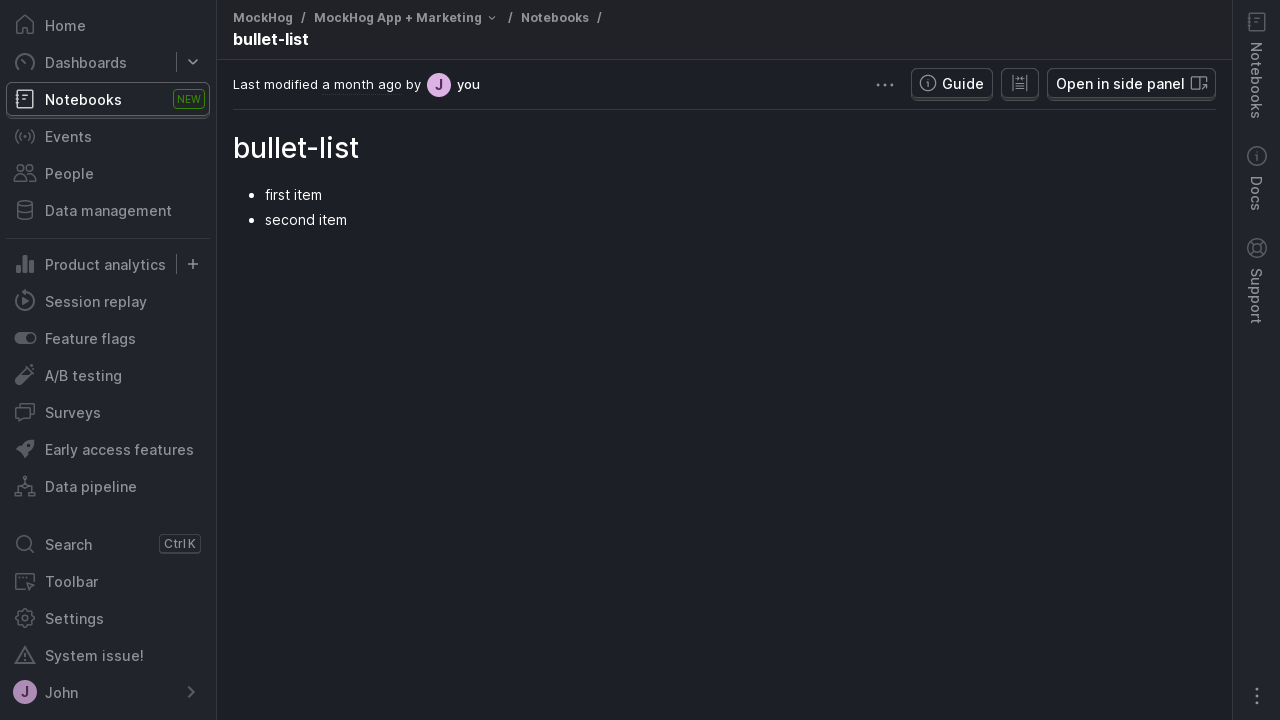 Home
Dashboards
Notebooks NEW
Events
People
Data management
Product analytics
Session replay
Feature flags
A/B testing
Surveys
Early access features
Data pipeline
Search Ctrl K
Toolbar
Settings
System issue!
J John
MockHog / MockHog App + Marketing / Notebooks /
bullet-list
Last modified a month ago by J you
Guide
Open in side panel
bullet-list
• first item
• second item
Notebooks
Docs
Support